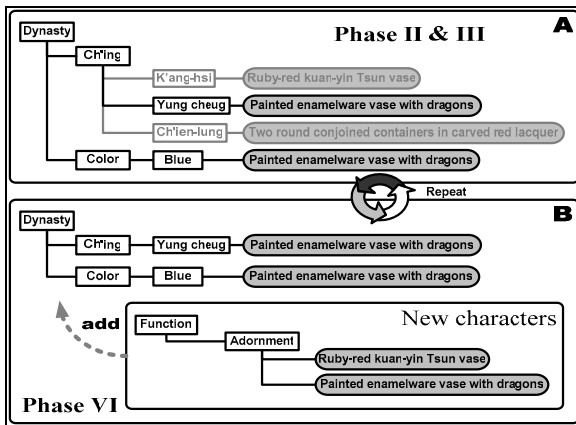 A
Phase II & III
Dynasty
Ch'ing
K'ang-hsi
Ruby-red kuan-yin Tsun vase
Yung cheug
Painted enamelware vase with dragons
Ch'ien-lung
Two round conjoined containers in carved red lacquer
Color
Blue
Painted enamelware vase with dragons
Repeat
B
Dynasty
Ch'ing
Yung cheug
Painted enamelware vase with dragons
Color
Blue
Painted enamelware vase with dragons
add
New characters
Function
Adornment
Ruby-red kuan-yin Tsun vase
Painted enamelware vase with dragons
Phase VI